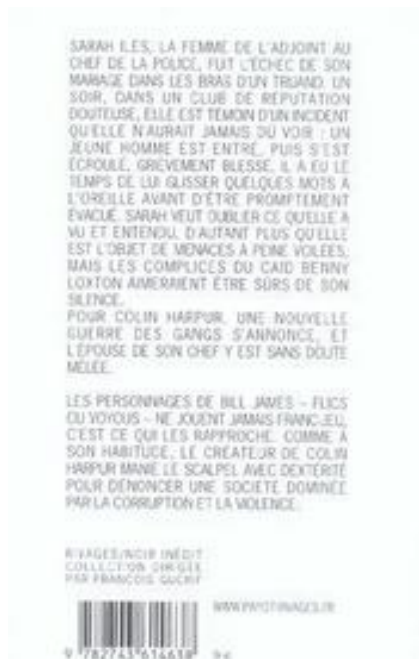 SARAH ILES, LA FEMME DE L'ADJOINT AU
CHEF DE LA POLICE, FUIT L'ÉCHEC DE SON
MARIAGE DANS LES BRAS D'UN TRUAND. UN
SOIR, DANS UN CLUB DE RÉPUTATION
DOUTEUSE, ELLE EST TÉMOIN D'UN INCIDENT
QU'ELLE N'AURAIT JAMAIS DÛ VOIR : UN
JEUNE HOMME EST ENTRÉ, PUIS S'EST
ÉCROULÉ, GRIÈVEMENT BLESSÉ. IL A EU LE
TEMPS DE LUI GLISSER QUELQUES MOTS À
L'OREILLE AVANT D'ÊTRE PROMPTEMENT
ÉVACUÉ. SARAH VEUT OUBLIER CE QU'ELLE A
VU ET ENTENDU, D'AUTANT PLUS QU'ELLE
EST L'OBJET DE MENACES À PEINE VOILÉES,
MAIS LES COMPLICES DU CAÏD BENNY
LOXTON AIMERAIENT ÊTRE SÛRS DE SON
SILENCE.
POUR COLIN HARPUR, UNE NOUVELLE
GUERRE DES GANGS S'ANNONCE, ET
L'ÉPOUSE DE SON CHEF Y EST SANS DOUTE
MÊLÉE.
LES PERSONNAGES DE BILL JAMES – FLICS
OU VOYOUS – NE JOUENT JAMAIS FRANC-JEU,
C'EST CE QUI LES RAPPROCHE. COMME À
SON HABITUDE, LE CRÉATEUR DE COLIN
HARPUR MANIE LE SCALPEL AVEC DEXTÉRITÉ
POUR DÉNONCER UNE SOCIÉTÉ DOMINÉE
PAR LA CORRUPTION ET LA VIOLENCE.
RIVAGES/NOIR INÉDIT
COLLECTION DIRIGÉE
PAR FRANÇOIS GUÉRIF
WWW.PAYOT-RIVAGES.FR